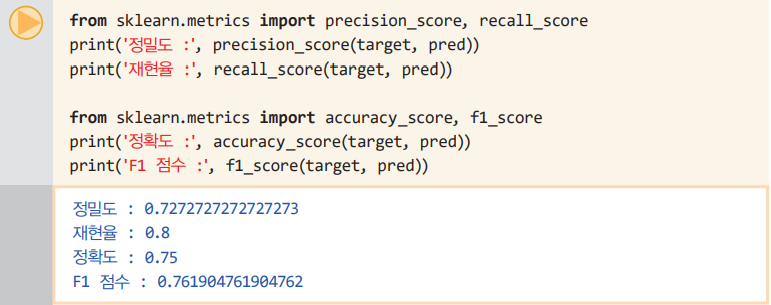 from sklearn.metrics import precision_score, recall_score
print('정밀도 :', precision_score(target, pred))
print('재현율 :', recall_score(target, pred))
from sklearn.metrics import accuracy_score, f1_score
print('정확도 :', accuracy_score(target, pred))
print('F1 점수 :', f1_score(target, pred))
정밀도 : 0.7272727272727273
재현율 : 0.8
정확도 : 0.75
F1 점수 : 0.761904761904762